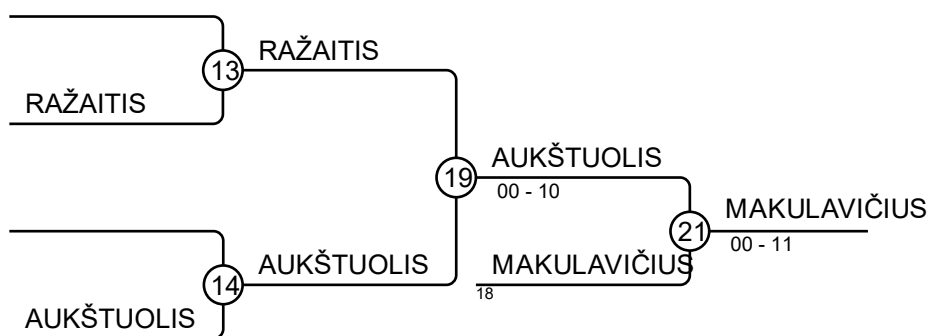 RAŽAITIS
13
RAŽAITIS
AUKŠTUOLIS
19
00 - 10
MAKULAVIČIUS
21
00 - 11
AUKŠTUOLIS
14
MAKULAVIČIUS
18
AUKŠTUOLIS